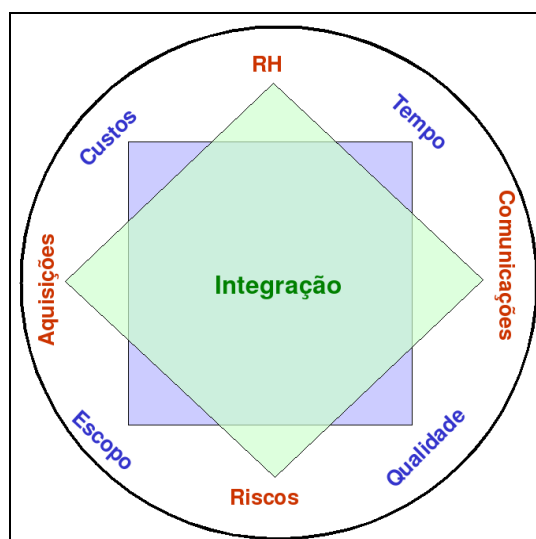 RH
Custos
Tempo
Aquisições
Comunicações
Integração
Escopo
Qualidade
Riscos